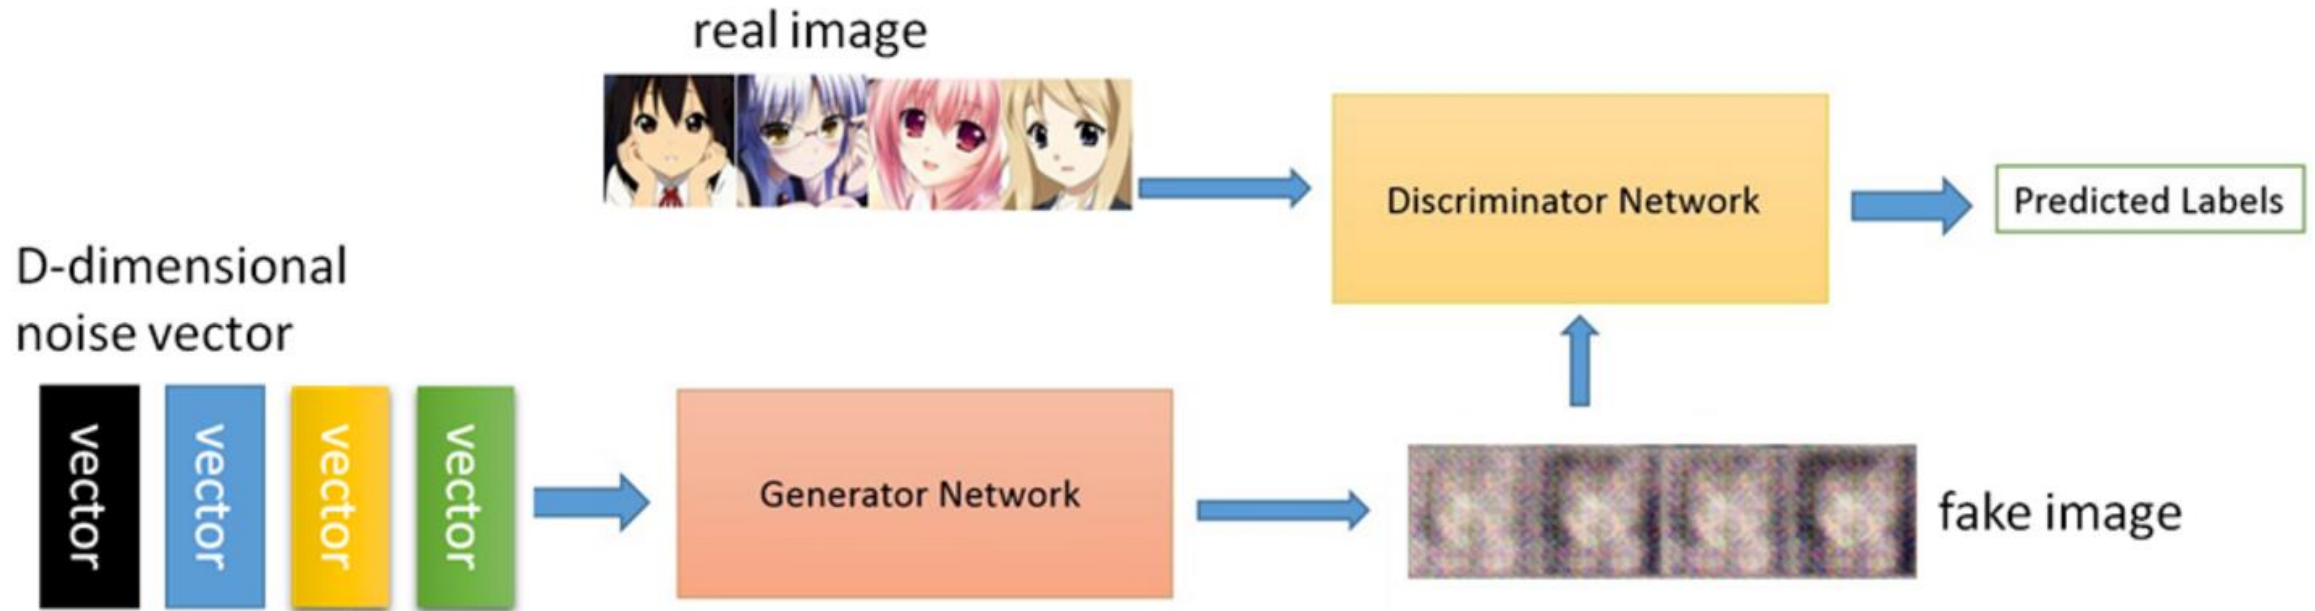 real image
Discriminator Network
Predicted Labels
D-dimensional
noise vector
vector
vector
vector
vector
Generator Network
fake image